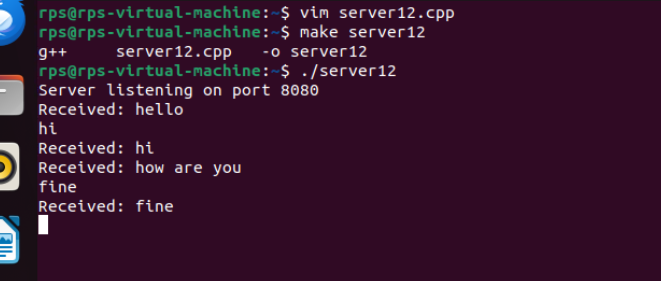 rps@rps-virtual-machine:~$ vim server12.cpp
rps@rps-virtual-machine:~$ make server12
g++     server12.cpp   -o server12
rps@rps-virtual-machine:~$ ./server12
Server listening on port 8080
Received: hello
hi
Received: hi
Received: how are you
fine
Received: fine